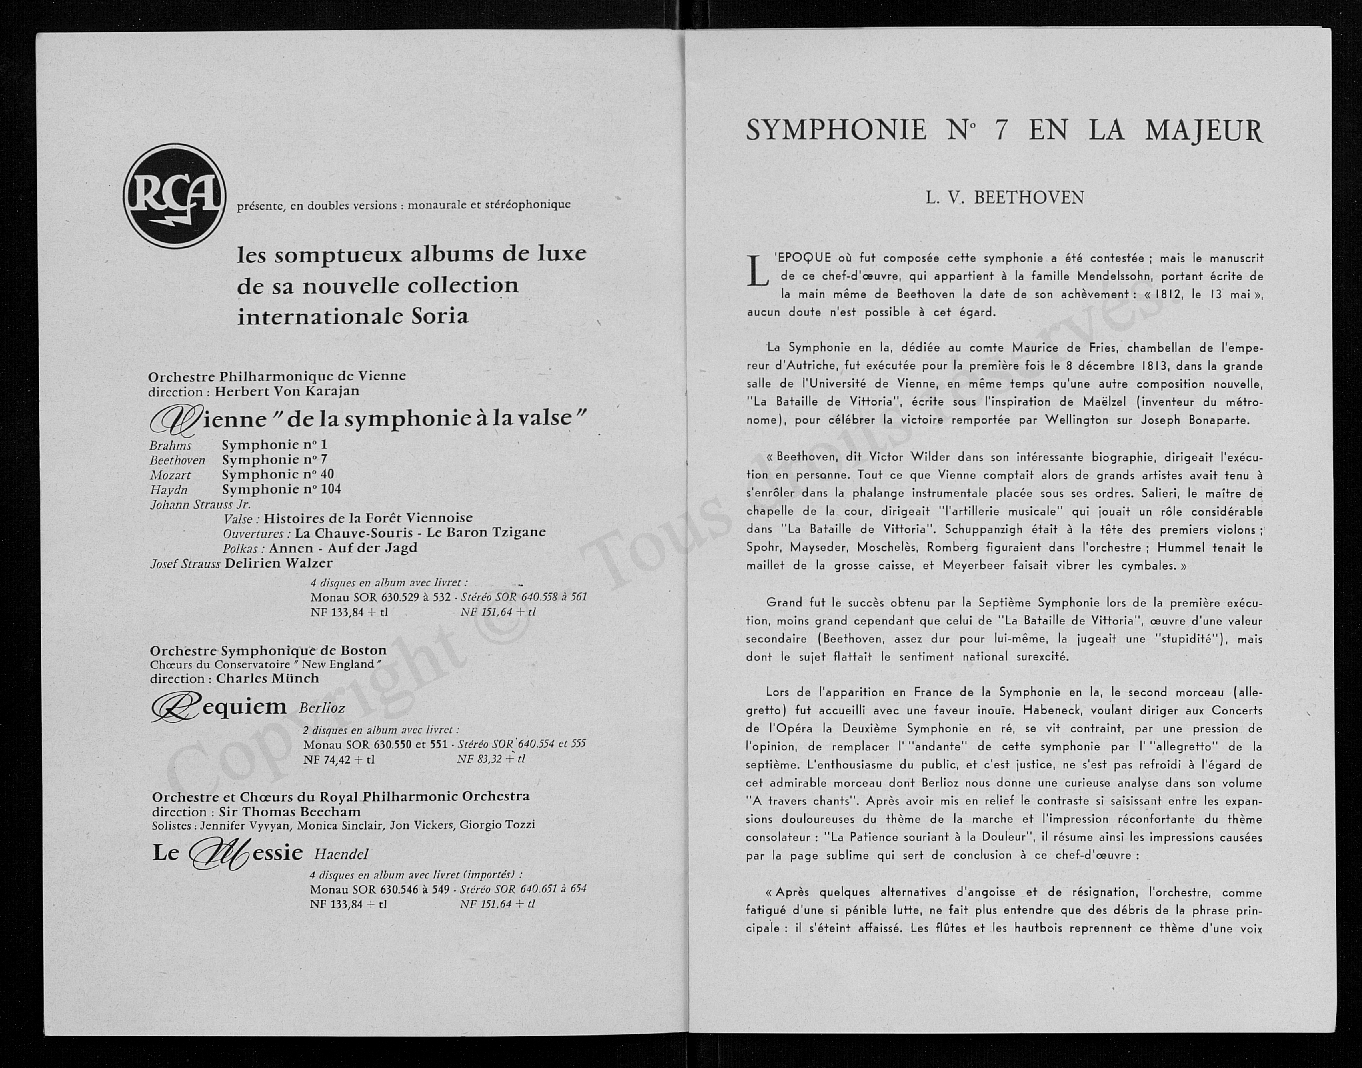 RCA
présente, en doubles versions : monaurale et stéréophonique
les somptueux albums de luxe
de sa nouvelle collection
internationale Soria
Orchestre Philharmonique de Vienne
direction : Herbert Von Karajan
Vienne " de la symphonie à la valse "
Brahms Symphonie n° 1
Beethoven Symphonie n° 7
Mozart Symphonie n° 40
Haydn Symphonie n° 104
Johann Strauss Jr.
Valse : Histoires de la Forêt Viennoise
Ouvertures : La Chauve-Souris - Le Baron Tzigane
Polkas : Annen - Auf der Jagd
Josef Strauss Delirien Walzer
4 disques en album avec livret :
Monau SOR 630.529 à 532 - Stéréo SOR 640.558 à 561
NF 133,84 + tl NF 151,64 + tl
Orchestre Symphonique de Boston
Chœurs du Conservatoire " New England "
direction : Charles Münch
Requiem Berlioz
2 disques en album avec livret :
Monau SOR 630.550 et 551 - Stéréo SOR 640.554 et 555
NF 74,42 + tl NF 83,32 + tl
Orchestre et Chœurs du Royal Philharmonic Orchestra
direction : Sir Thomas Beecham
Solistes : Jennifer Vyvyan, Monica Sinclair, Jon Vickers, Giorgio Tozzi
Le Messie Haendel
4 disques en album avec livret (importés) :
Monau SOR 630.546 à 549 - Stéréo SOR 640.651 à 654
NF 133,84 + tl NF 151,64 + tl
SYMPHONIE N° 7 EN LA MAJEUR
L. V. BEETHOVEN
L'EPOQUE où fut composée cette symphonie a été contestée ; mais le manuscrit
de ce chef-d'œuvre, qui appartient à la famille Mendelssohn, portant écrite de
la main même de Beethoven la date de son achèvement : « 1812, le 13 mai »,
aucun doute n'est possible à cet égard.
La Symphonie en la, dédiée au comte Maurice de Fries, chambellan de l'empe-
reur d'Autriche, fut exécutée pour la première fois le 8 décembre 1813, dans la grande
salle de l'Université de Vienne, en même temps qu'une autre composition nouvelle,
"La Bataille de Vittoria", écrite sous l'inspiration de Maëlzel (inventeur du métro-
nome), pour célébrer la victoire remportée par Wellington sur Joseph Bonaparte.
« Beethoven, dit Victor Wilder dans son intéressante biographie, dirigeait l'exécu-
tion en personne. Tout ce que Vienne comptait alors de grands artistes avait tenu à
s'enrôler dans la phalange instrumentale placée sous ses ordres. Salieri, le maître de
chapelle de la cour, dirigeait "l'artillerie musicale" qui jouait un rôle considérable
dans "La Bataille de Vittoria". Schuppanzigh était à la tête des premiers violons ;
Spohr, Mayseder, Moschelès, Romberg figuraient dans l'orchestre ; Hummel tenait le
maillet de la grosse caisse, et Meyerbeer faisait vibrer les cymbales. »
Grand fut le succès obtenu par la Septième Symphonie lors de la première exécu-
tion, moins grand cependant que celui de "La Bataille de Vittoria", œuvre d'une valeur
secondaire (Beethoven, assez dur pour lui-même, la jugeait une "stupidité"), mais
dont le sujet flattait le sentiment national surexcité.
Lors de l'apparition en France de la Symphonie en la, le second morceau (alle-
gretto) fut accueilli avec une faveur inouïe. Habeneck, voulant diriger aux Concerts
de l'Opéra la Deuxième Symphonie en ré, se vit contraint, par une pression de
l'opinion, de remplacer l' "andante" de cette symphonie par l' "allegretto" de la
septième. L'enthousiasme du public, et c'est justice, ne s'est pas refroidi à l'égard de
cet admirable morceau dont Berlioz nous donne une curieuse analyse dans son volume
"A travers chants". Après avoir mis en relief le contraste si saisissant entre les expan-
sions douloureuses du thème de la marche et l'impression réconfortante du thème
consolateur : "La Patience souriant à la Douleur", il résume ainsi les impressions causées
par la page sublime qui sert de conclusion à ce chef-d'œuvre :
« Après quelques alternatives d'angoisse et de résignation, l'orchestre, comme
fatigué d'une si pénible lutte, ne fait plus entendre que des débris de la phrase prin-
cipale : il s'éteint affaissé. Les flûtes et les hautbois reprennent ce thème d'une voix
Copyright © Tous droits réservés